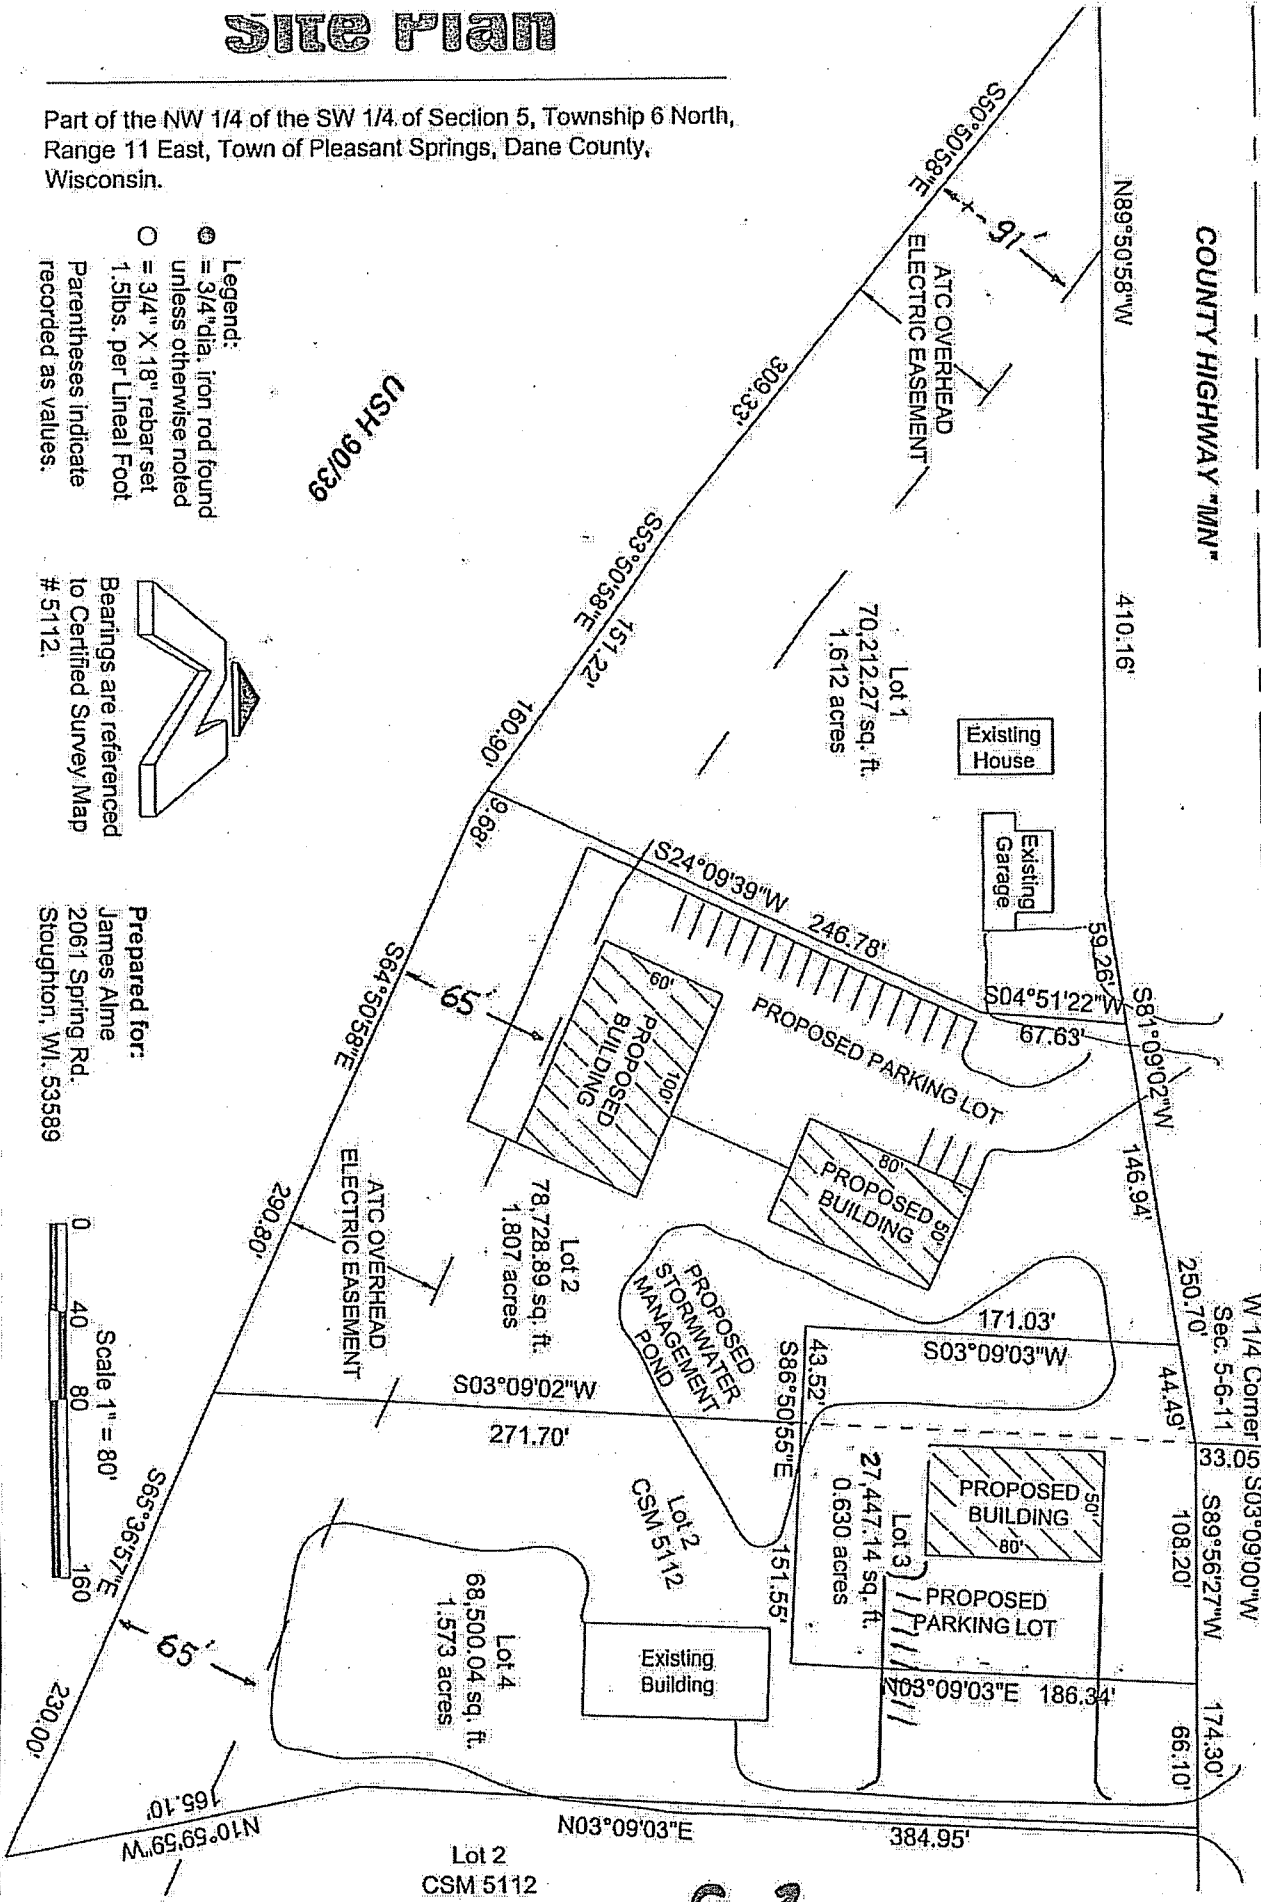 Site Plan
Part of the NW 1/4 of the SW 1/4 of Section 5, Township 6 North,
Range 11 East, Town of Pleasant Springs, Dane County,
Wisconsin.
Legend:
= 3/4"dia. iron rod found
unless otherwise noted
= 3/4" X 18" rebar set
1.5lbs. per Lineal Foot
Parentheses indicate
recorded as values.
Bearings are referenced
to Certified Survey Map
# 5112.
Prepared for:
James Alme
2061 Spring Rd.
Stoughton, WI. 53589
Scale 1" = 80'
0 40 80 160
USH 90/39
COUNTY HIGHWAY "MN"
N89°50'58"W
410.16'
S50°50'58"E
91'
ATC OVERHEAD
ELECTRIC EASEMENT
309.33'
S53°50'58"E
151.22'
160.90'
9.68'
Lot 1
70,212.27 sq. ft.
1.612 acres
Existing
House
Existing
Garage
59.26'
S81°09'02"W
S04°51'22"W
67.63'
S24°09'39"W
246.78'
PROPOSED PARKING LOT
60'
PROPOSED
BUILDING
100'
80'
PROPOSED
BUILDING
50'
146.94'
250.70'
S64°50'58"E
65'
290.80'
ATC OVERHEAD
ELECTRIC EASEMENT
Lot 2
78,728.89 sq. ft.
1.807 acres
PROPOSED
STORMWATER
MANAGEMENT
POND
171.03'
S03°09'03"W
44.49'
W 1/4 Corner
Sec. 5-6-11
33.05
S03°09'00"W
S03°09'02"W
271.70'
43.52'
S86°50'55"E
151.55'
Lot 2
CSM 5112
Lot 3
27,447.14 sq. ft.
0.630 acres
PROPOSED
BUILDING
50'
80'
PROPOSED
PARKING LOT
S89°56'27"W
108.20'
N03°09'03"E 186.34'
174.30'
66.10'
Existing
Building
Lot 4
68,500.04 sq. ft.
1.573 acres
S65°36'57"E
65'
230.00'
165.10'
N10°59'59"W
N03°09'03"E
384.95'
Lot 2
CSM 5112